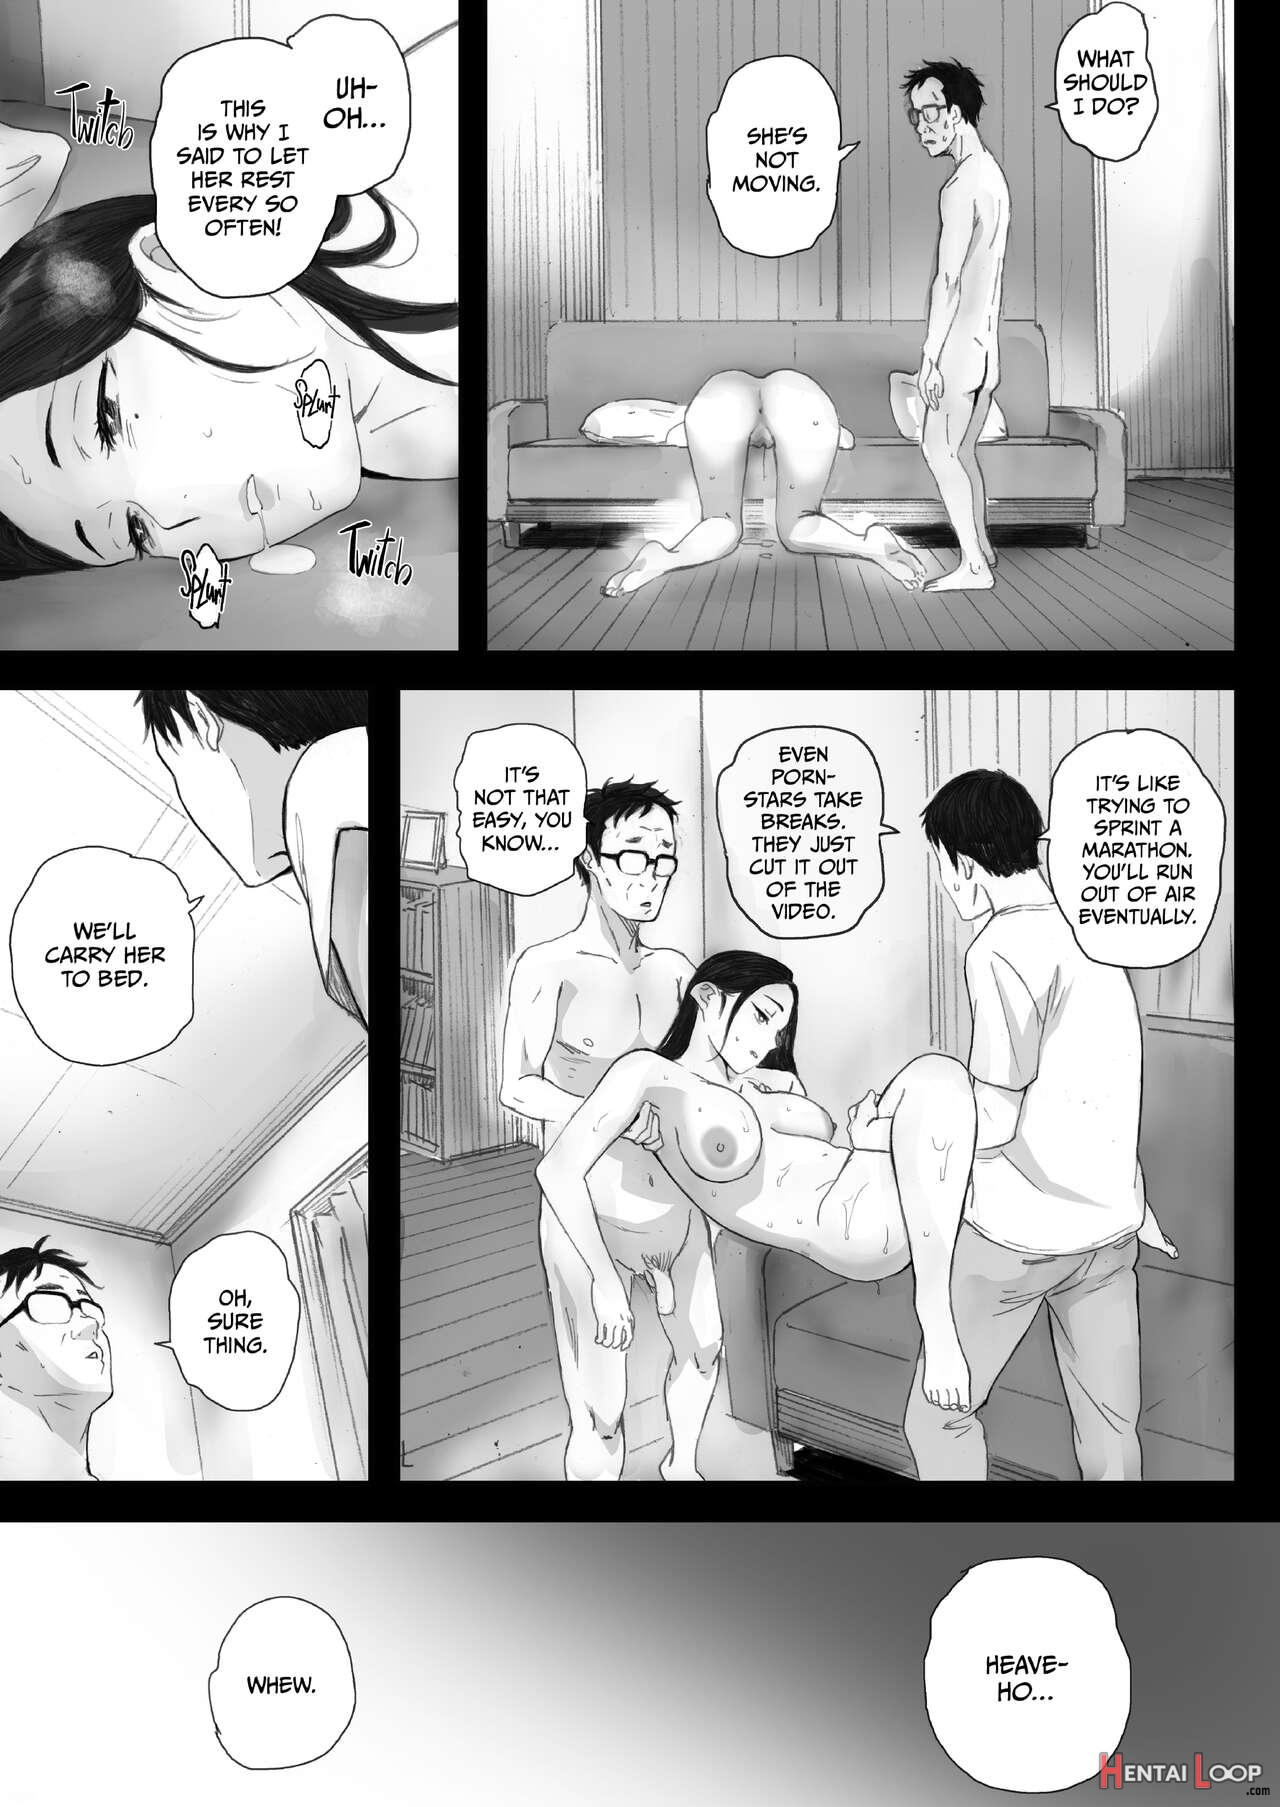 WHAT
SHOULD
I DO?
SHE'S
NOT
MOVING.
UH-
OH...
THIS
IS WHY I
SAID TO LET
HER REST
EVERY SO
OFTEN!
Twitch
Splurt
Twitch
Splurt
IT'S LIKE
TRYING TO
SPRINT A
MARATHON.
YOU'LL RUN
OUT OF AIR
EVENTUALLY.
EVEN
PORN-
STARS TAKE
BREAKS.
THEY JUST
CUT IT OUT
OF THE
VIDEO.
IT'S
NOT THAT
EASY, YOU
KNOW...
WE'LL
CARRY HER
TO BED.
OH,
SURE
THING.
HEAVE-
HO...
WHEW.
HENTAI LOOP
.com